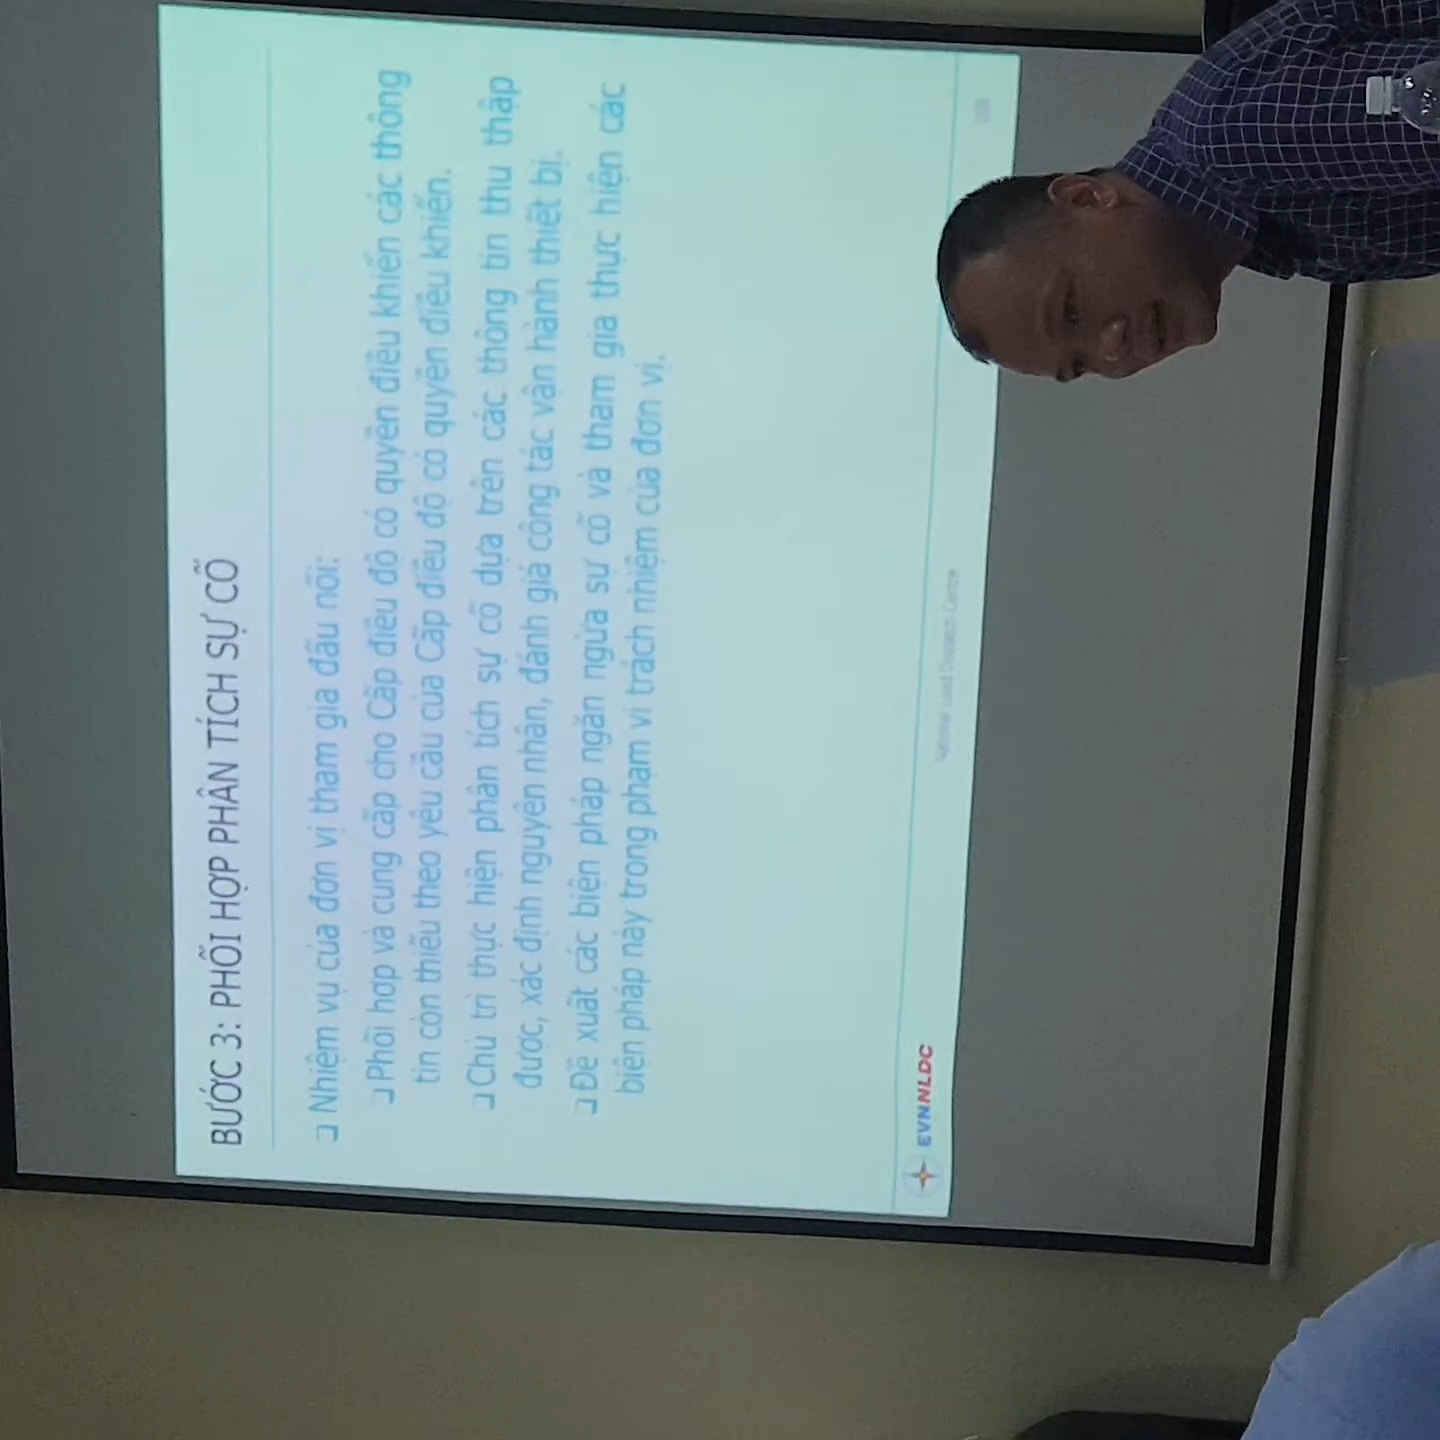 BƯỚC 3: PHỐI HỢP PHÂN TÍCH SỰ CỐ
❑ Nhiệm vụ của đơn vị tham gia đấu nối:
❑ Phối hợp và cung cấp cho Cấp điều độ có quyền điều khiển các thông
tin còn thiếu theo yêu cầu của Cấp điều độ có quyền điều khiển.
❑ Chủ trì thực hiện phân tích sự cố dựa trên các thông tin thu thập
được, xác định nguyên nhân, đánh giá công tác vận hành thiết bị.
❑ Đề xuất các biện pháp ngăn ngừa sự cố và tham gia thực hiện các
biện pháp này trong phạm vi trách nhiệm của đơn vị.
EVNNLDC
National Load Dispatch Centre